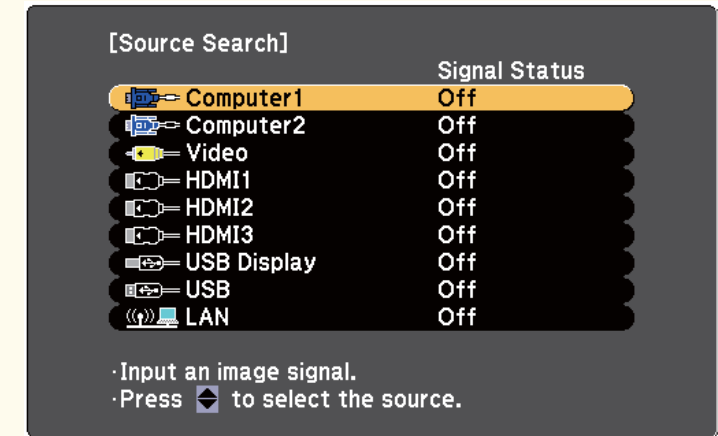 [Source Search]
Signal Status
Computer1 Off
Computer2 Off
Video Off
HDMI1 Off
HDMI2 Off
HDMI3 Off
USB Display Off
USB Off
LAN Off
·Input an image signal.
·Press to select the source.